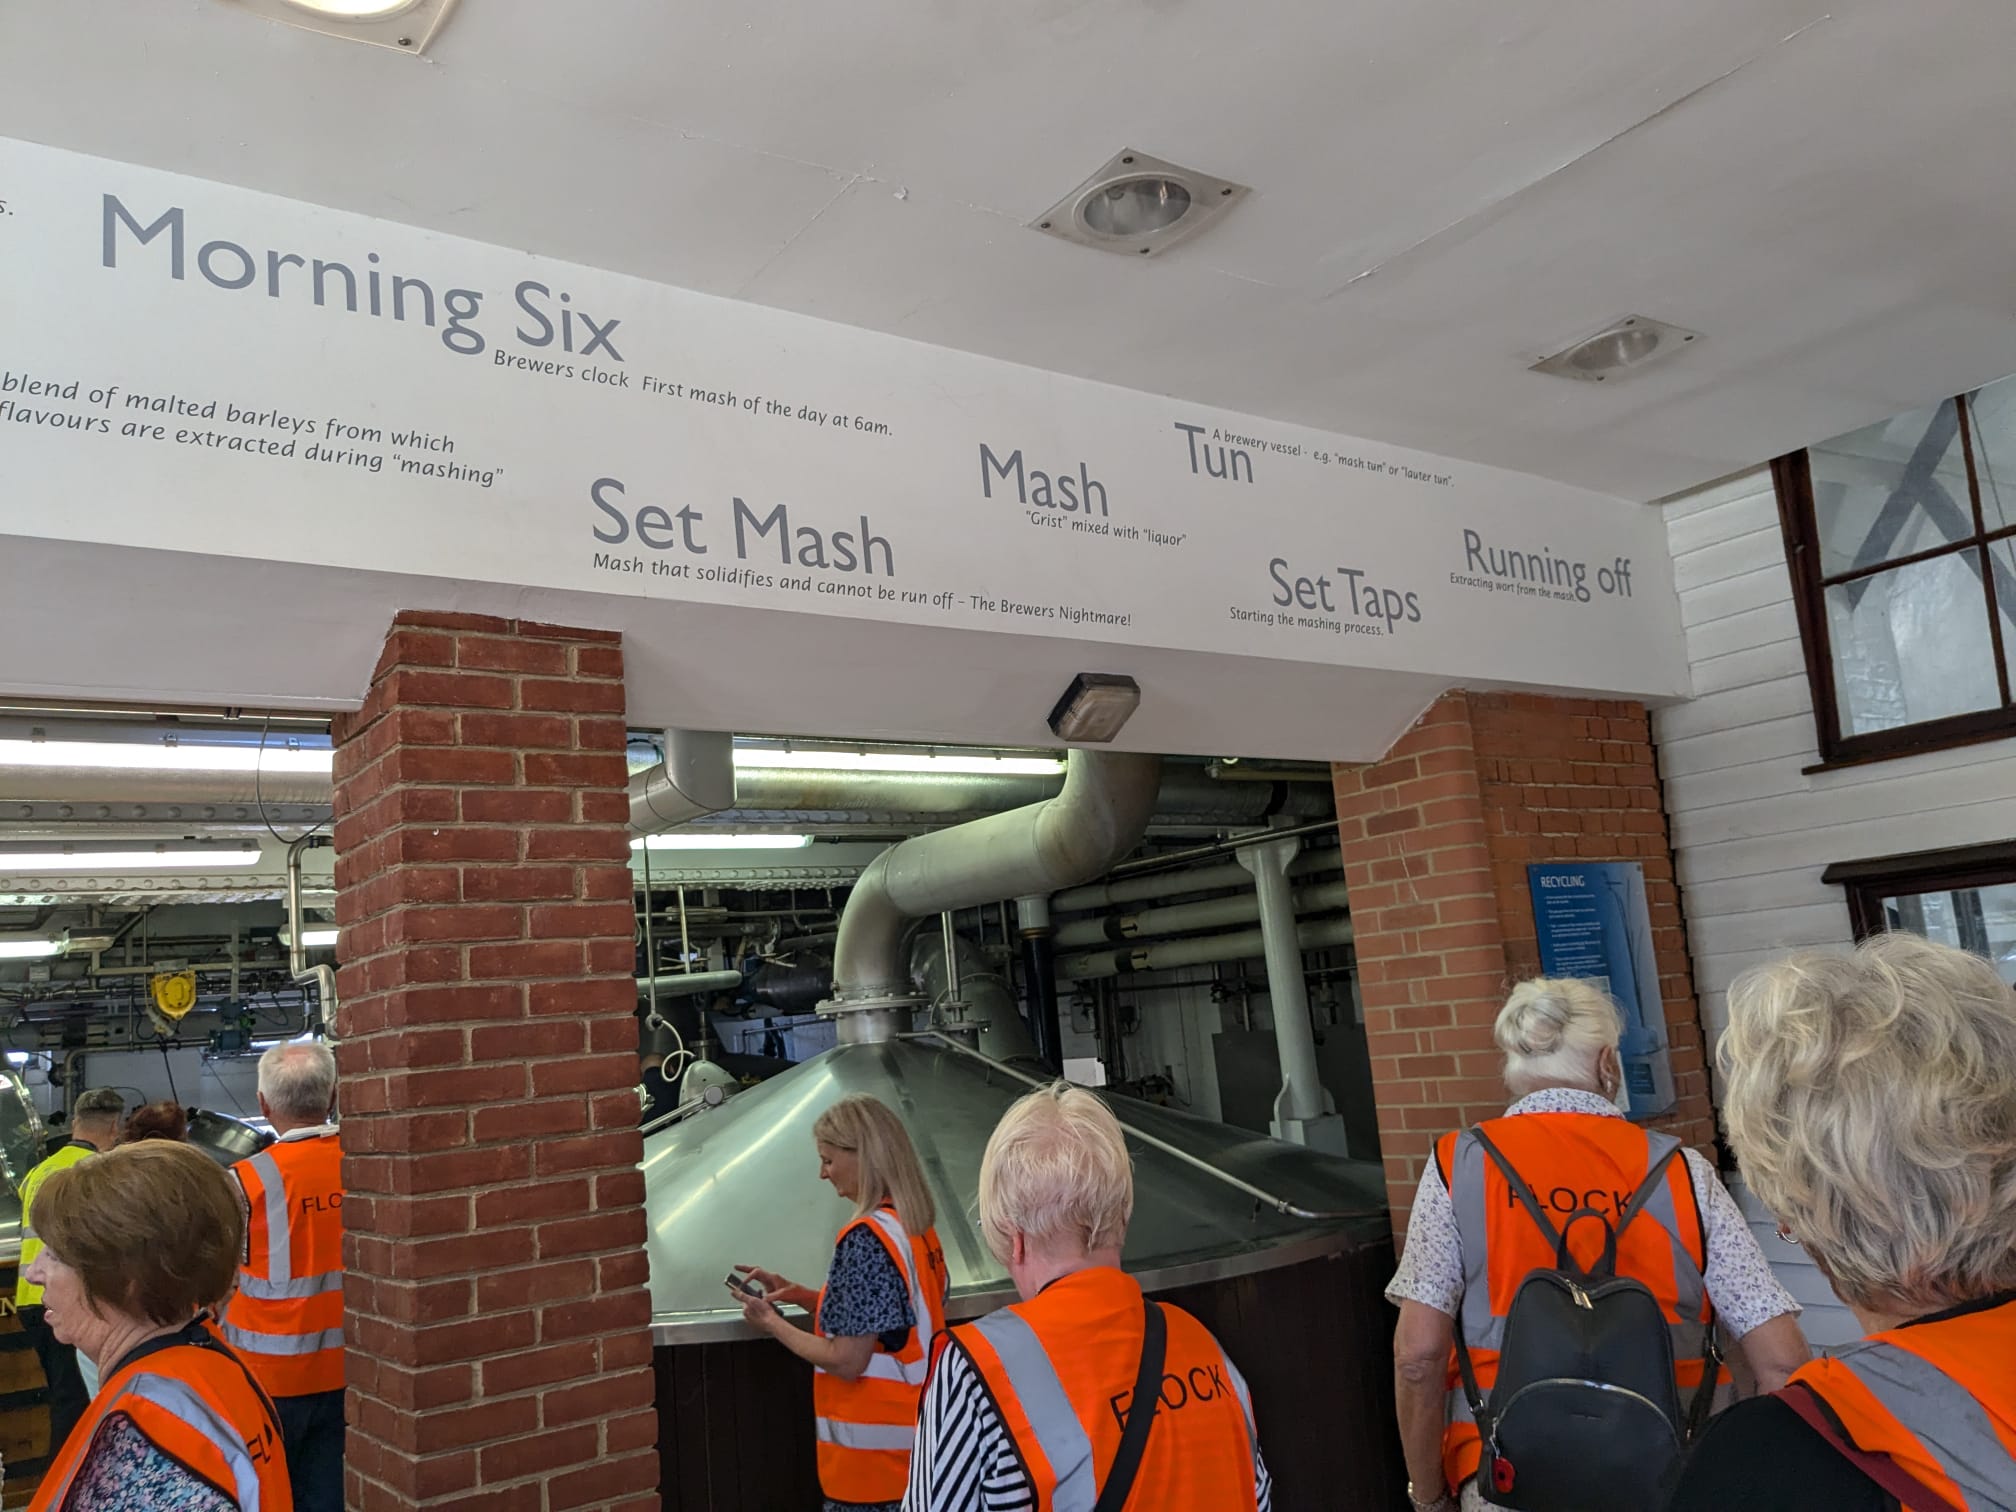 s.
Morning Six
Brewers clock First mash of the day at 6am.
blend of malted barleys from which
flavours are extracted during "mashing"
Set Mash
Mash that solidifies and cannot be run off – The Brewers Nightmare!
Mash
"Grist" mixed with "liquor"
Tun
A brewery vessel - e.g. "mash tun" or "lauter tun".
Set Taps
Starting the mashing process.
Running off
Extracting wort from the mash.
RECYCLING
FLO
FLOCK
FLOCK
FL